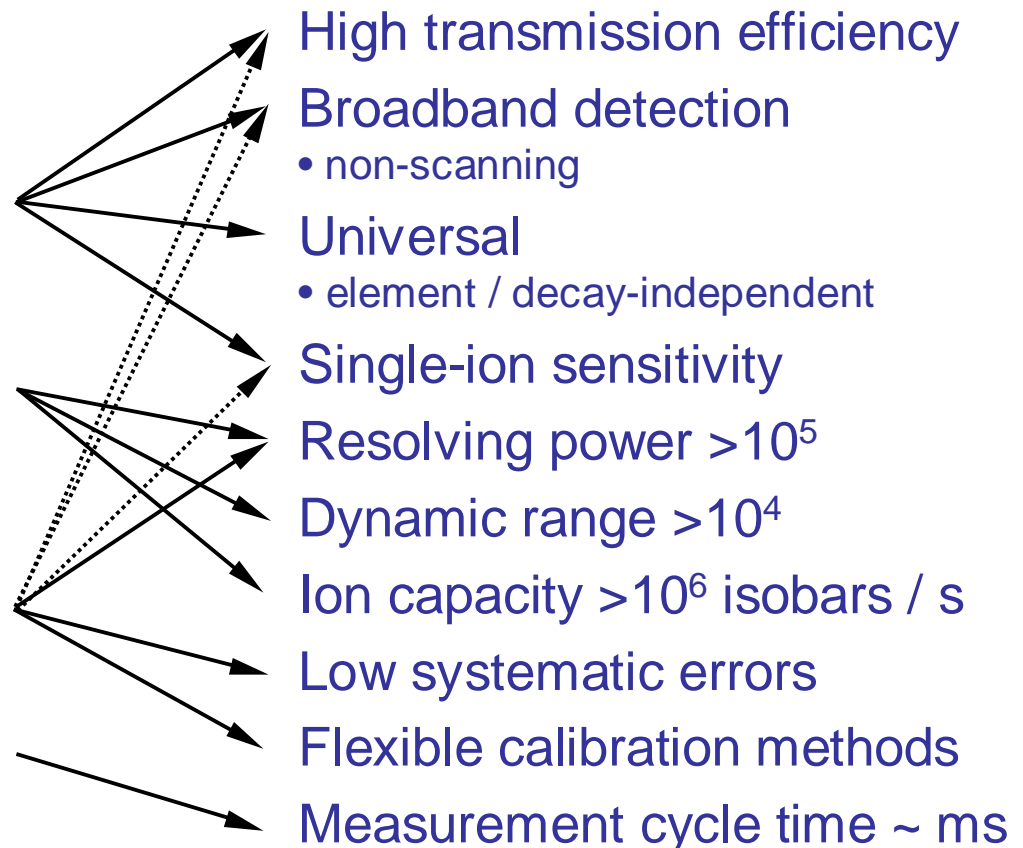 High transmission efficiency
Broadband detection
• non-scanning
Universal
• element / decay-independent
Single-ion sensitivity
Resolving power >10⁵
Dynamic range >10⁴
Ion capacity >10⁶ isobars / s
Low systematic errors
Flexible calibration methods
Measurement cycle time ~ ms